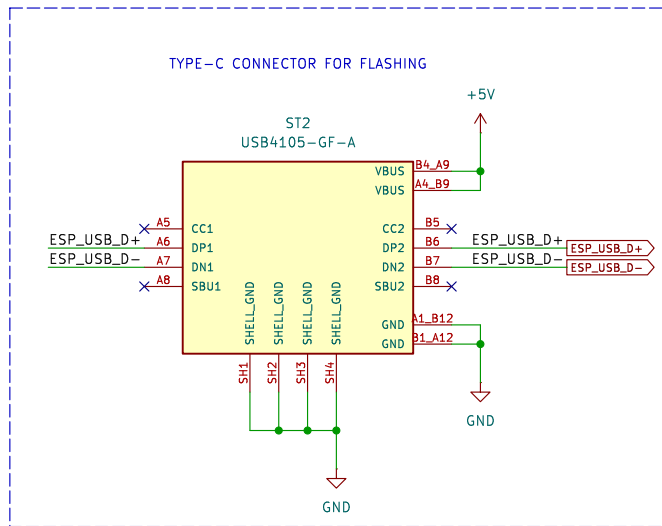 TYPE-C CONNECTOR FOR FLASHING
+5V
ST2
USB4105-GF-A
VBUS B4_A9
VBUS A4_B9
A5 CC1 CC2 B5
ESP_USB_D+ A6 DP1 DP2 B6 ESP_USB_D+ ESP_USB_D+
ESP_USB_D- A7 DN1 DN2 B7 ESP_USB_D- ESP_USB_D-
A8 SBU1 SBU2 B8
SHELL_GND SHELL_GND SHELL_GND SHELL_GND
GND A1_B12
GND B1_A12
SH1 SH2 SH3 SH4
GND
GND